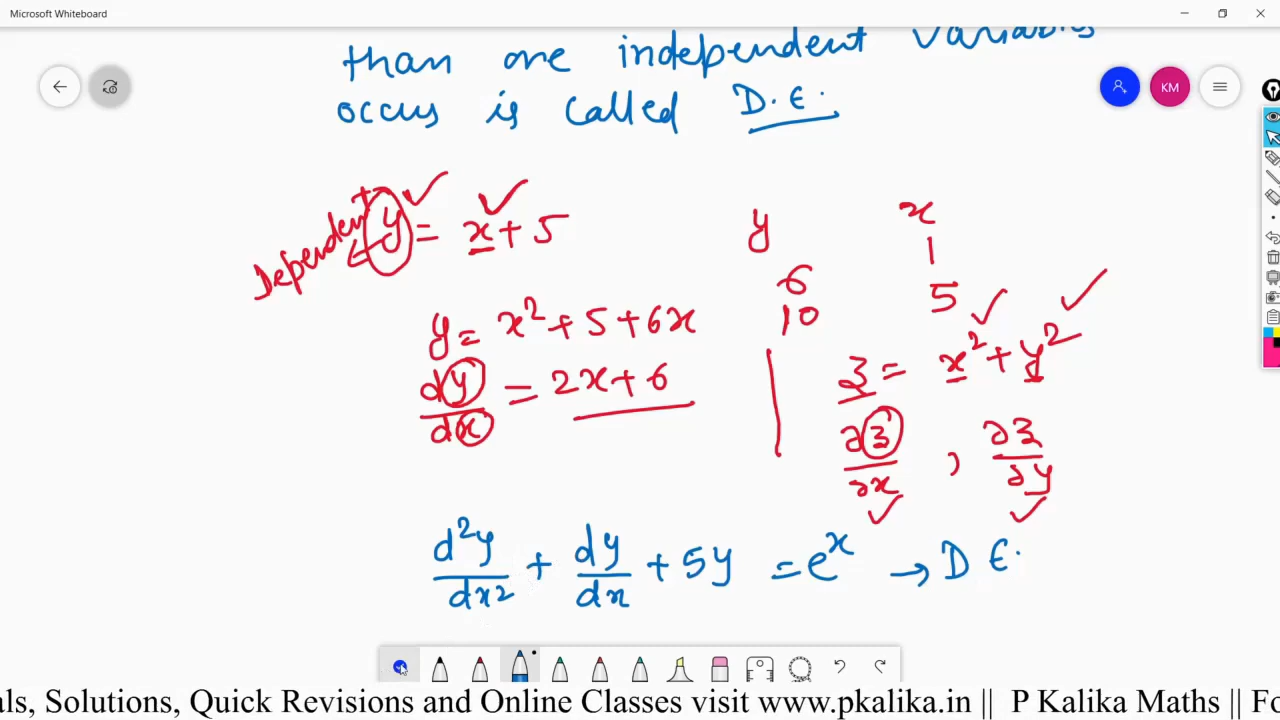 Microsoft Whiteboard
than one independent variables
occus is called D.E.
KM
Dependent y = x + 5
y x
6 1
10 5
y = x² + 5 + 6x
dy/dx = 2x + 6
z = x² + y²
∂z/∂x , ∂z/∂y
d²y/dx² + dy/dx + 5y = eˣ → D E.
als, Solutions, Quick Revisions and Online Classes visit www.pkalika.in || P Kalika Maths || Fo